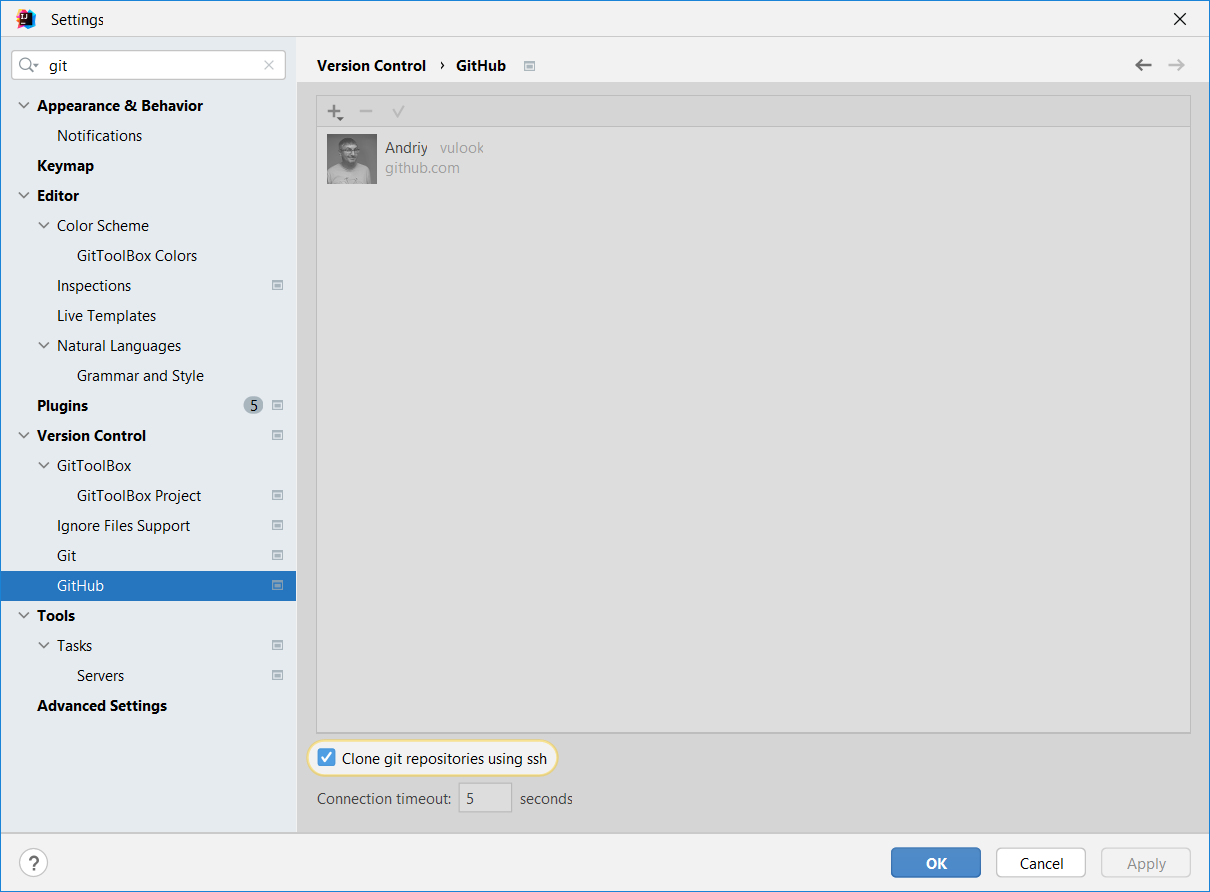 Settings
git
Appearance & Behavior
Notifications
Keymap
Editor
Color Scheme
GitToolBox Colors
Inspections
Live Templates
Natural Languages
Grammar and Style
Plugins 5
Version Control
GitToolBox
GitToolBox Project
Ignore Files Support
Git
GitHub
Tools
Tasks
Servers
Advanced Settings
Version Control › GitHub
Andriy vulook
github.com
Clone git repositories using ssh
Connection timeout: 5 seconds
? OK Cancel Apply